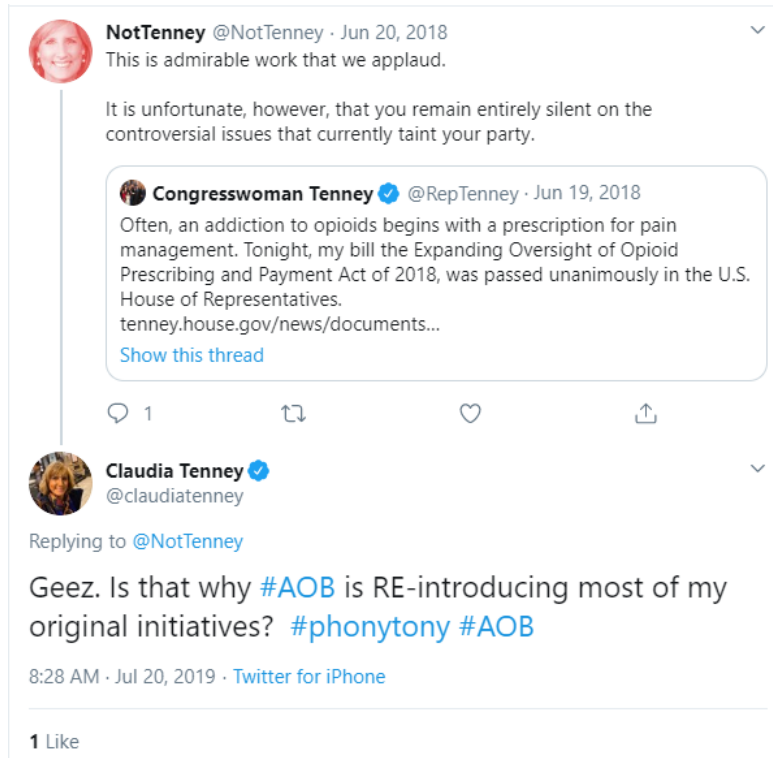 NotTenney @NotTenney · Jun 20, 2018
This is admirable work that we applaud.
It is unfortunate, however, that you remain entirely silent on the
controversial issues that currently taint your party.
Congresswoman Tenney @RepTenney · Jun 19, 2018
Often, an addiction to opioids begins with a prescription for pain
management. Tonight, my bill the Expanding Oversight of Opioid
Prescribing and Payment Act of 2018, was passed unanimously in the U.S.
House of Representatives.
tenney.house.gov/news/documents...
Show this thread
1
Claudia Tenney
@claudiatenney
Replying to @NotTenney
Geez. Is that why #AOB is RE-introducing most of my
original initiatives? #phonytony #AOB
8:28 AM · Jul 20, 2019 · Twitter for iPhone
1 Like